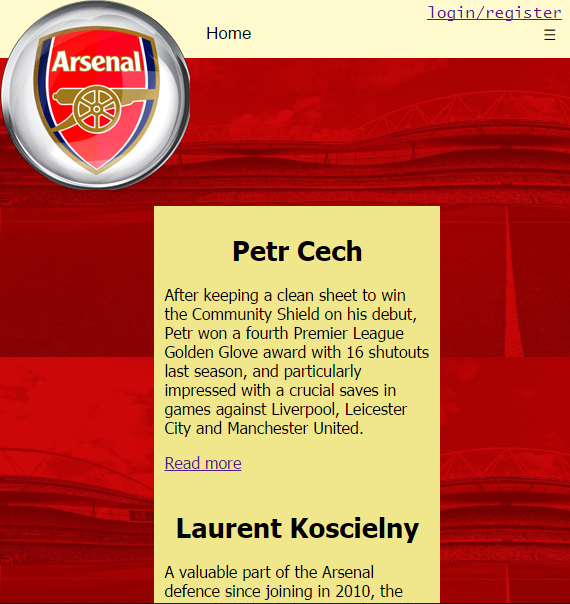 login/register
Home
☰
Arsenal
Petr Cech
After keeping a clean sheet to win
the Community Shield on his debut,
Petr won a fourth Premier League
Golden Glove award with 16 shutouts
last season, and particularly
impressed with a crucial saves in
games against Liverpool, Leicester
City and Manchester United.
Read more
Laurent Koscielny
A valuable part of the Arsenal
defence since joining in 2010, the